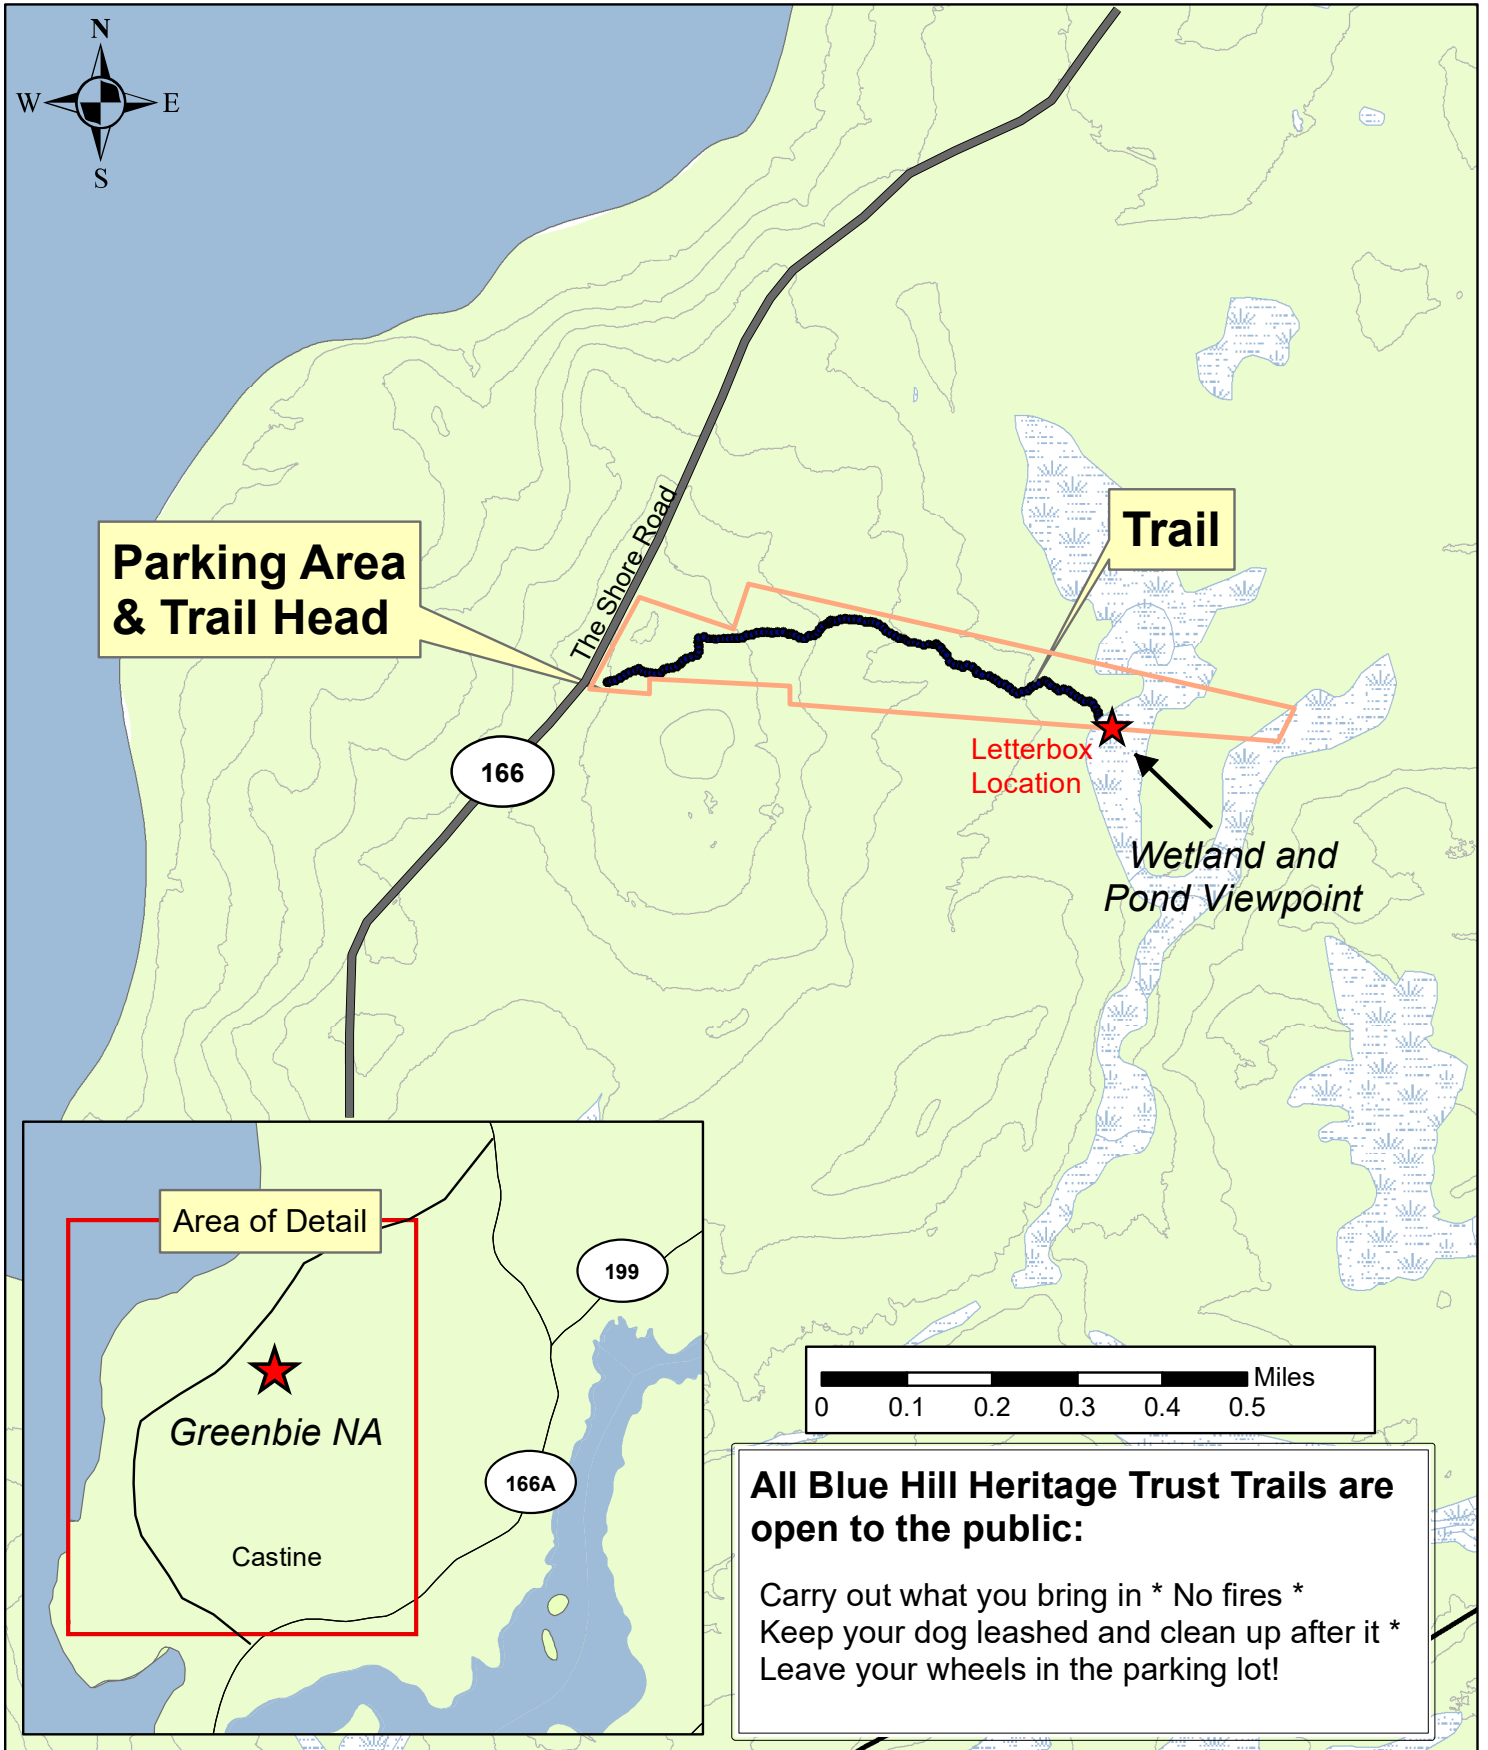 N
W E
S
The Shore Road
Trail
Parking Area
& Trail Head
166
Letterbox
Location
Wetland and
Pond Viewpoint
Area of Detail
199
Greenbie NA
166A
Castine
Miles
0 0.1 0.2 0.3 0.4 0.5
All Blue Hill Heritage Trust Trails are
open to the public:
Carry out what you bring in * No fires *
Keep your dog leashed and clean up after it *
Leave your wheels in the parking lot!